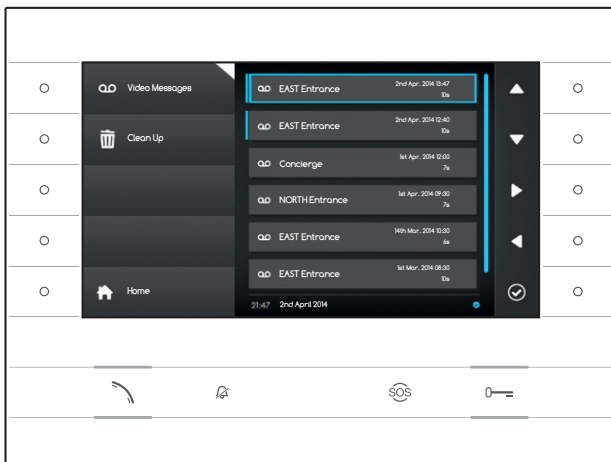 Video Messages
Clean Up
Home
EAST Entrance 2nd Apr. 2014 13:47
10s
EAST Entrance 2nd Apr. 2014 12:40
10s
Concierge 1st Apr. 2014 12:00
7s
NORTH Entrance 1st Apr. 2014 09:30
7s
EAST Entrance 14th Mar. 2014 10:30
6s
EAST Entrance 1st Mar. 2014 08:30
10s
21:47 2nd April 2014
SOS